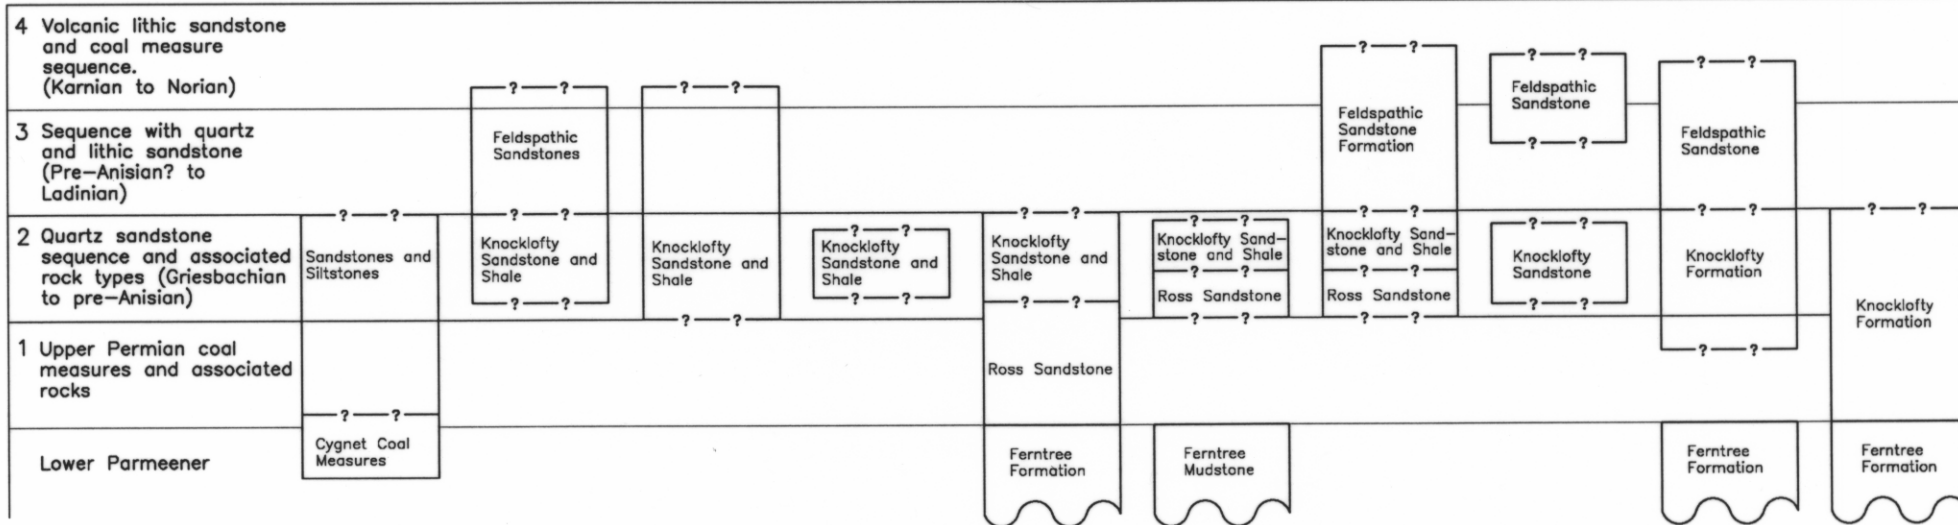 4 Volcanic lithic sandstone
and coal measure
sequence.
(Karnian to Norian)
3 Sequence with quartz
and lithic sandstone
(Pre-Anisian? to
Ladinian)
2 Quartz sandstone
sequence and associated
rock types (Griesbachian
to pre-Anisian)
1 Upper Permian coal
measures and associated
rocks
Lower Parmeener
? ?
Sandstones and
Siltstones
? ?
Cygnet Coal
Measures
? ?
Feldspathic
Sandstones
? ?
Knocklofty
Sandstone and
Shale
? ?
? ?
Knocklofty
Sandstone and
Shale
? ?
? ?
Knocklofty
Sandstone and
Shale
? ?
? ?
Knocklofty
Sandstone and
Shale
? ?
Ross Sandstone
Ferntree
Formation
? ?
Knocklofty Sand-
stone and Shale
? ?
Ross Sandstone
? ?
Ferntree
Mudstone
? ?
Feldspathic
Sandstone
Formation
? ?
Knocklofty Sand-
stone and Shale
? ?
Ross Sandstone
? ?
? ?
Feldspathic
Sandstone
? ?
? ?
Knocklofty
Sandstone
? ?
? ?
Feldspathic
Sandstone
? ?
Knocklofty
Formation
? ?
Ferntree
Formation
? ?
Knocklofty
Formation
Ferntree
Formation